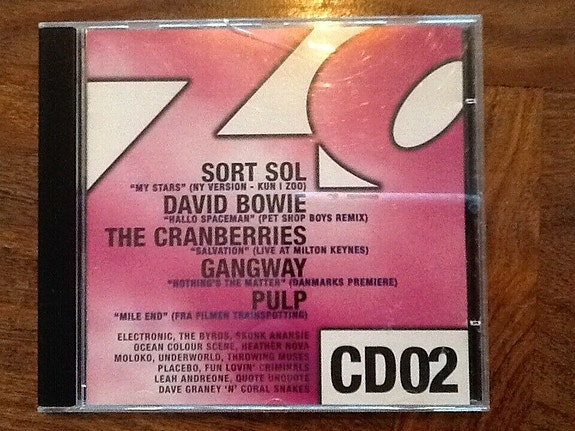 ZO
SORT SOL
"MY STARS" (NY VERSION - KUN I ZOO)
DAVID BOWIE
"HALLO SPACEMAN" (PET SHOP BOYS REMIX)
THE CRANBERRIES
"SALVATION" (LIVE AT MILTON KEYNES)
GANGWAY
"NOTHING'S THE MATTER" (DANMARKS PREMIERE)
PULP
"MILE END" (FRA FILMEN TRAINSPOTTING)
ELECTRONIC, THE BYRDS, SKUNK ANANSIE
OCEAN COLOUR SCENE, HEATHER NOVA
MOLOKO, UNDERWORLD, THROWING MUSES
PLACEBO, FUN LOVIN' CRIMINALS
LEAH ANDREONE, QUOTE UNQUOTE
DAVE GRANEY 'N' CORAL SNAKES
CD02